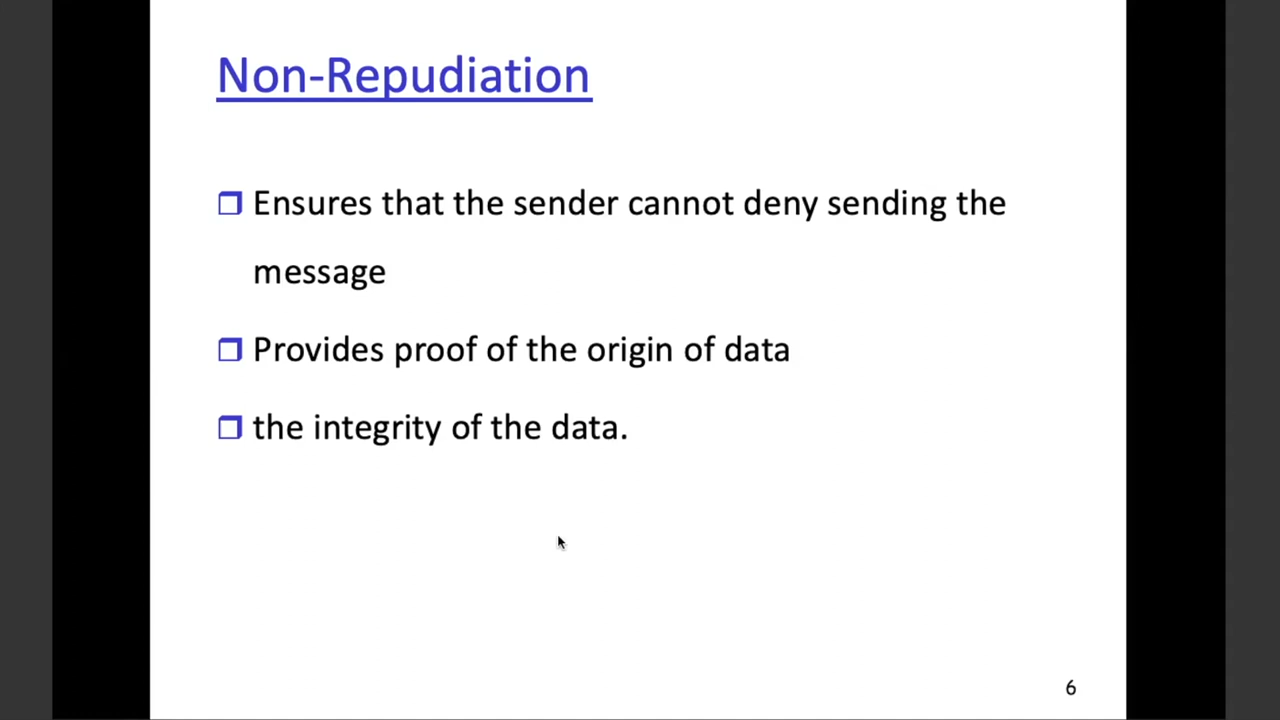 Non-Repudiation
Ensures that the sender cannot deny sending the
message
Provides proof of the origin of data
the integrity of the data.
6